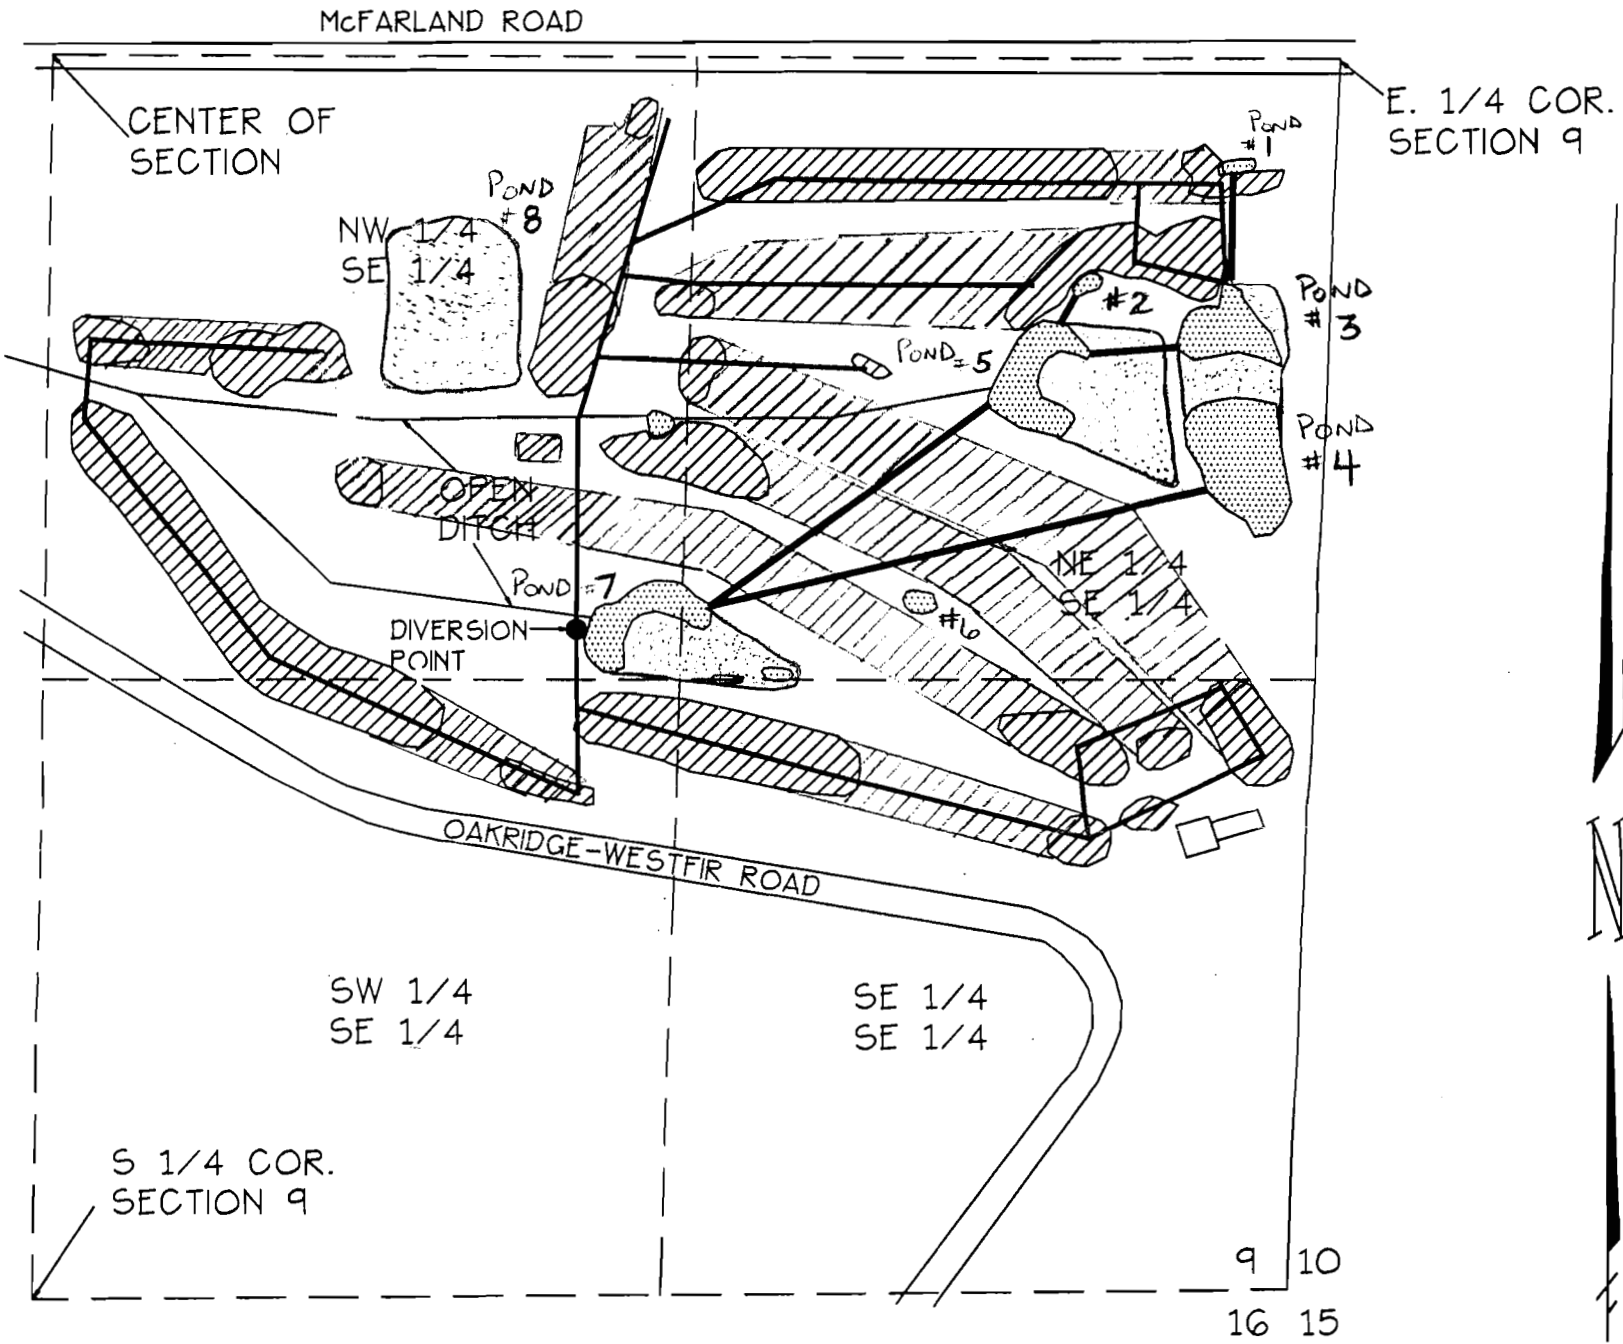 McFARLAND ROAD
CENTER OF
SECTION
E. 1/4 COR.
SECTION 9
POND
#1
POND
#8
NW 1/4
SE 1/4
#2
POND
#3
POND #5
POND
#4
OPEN
DITCH
NE 1/4
SE 1/4
POND #7
#6
DIVERSION
POINT
OAKRIDGE-WESTFIR ROAD
N
SW 1/4
SE 1/4
SE 1/4
SE 1/4
S 1/4 COR.
SECTION 9
9 10
16 15